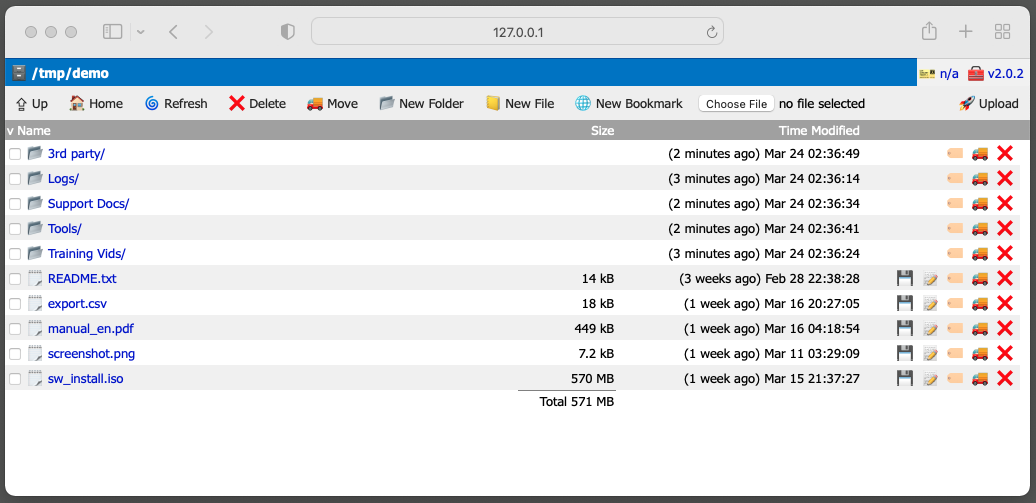 127.0.0.1
/tmp/demo n/a v2.0.2
Up Home Refresh Delete Move New Folder New File New Bookmark Choose File no file selected Upload
v Name Size Time Modified
3rd party/ (2 minutes ago) Mar 24 02:36:49
Logs/ (3 minutes ago) Mar 24 02:36:14
Support Docs/ (2 minutes ago) Mar 24 02:36:34
Tools/ (2 minutes ago) Mar 24 02:36:41
Training Vids/ (3 minutes ago) Mar 24 02:36:24
README.txt 14 kB (3 weeks ago) Feb 28 22:38:28
export.csv 18 kB (1 week ago) Mar 16 20:27:05
manual_en.pdf 449 kB (1 week ago) Mar 16 04:18:54
screenshot.png 7.2 kB (1 week ago) Mar 11 03:29:09
sw_install.iso 570 MB (1 week ago) Mar 15 21:37:27
Total 571 MB